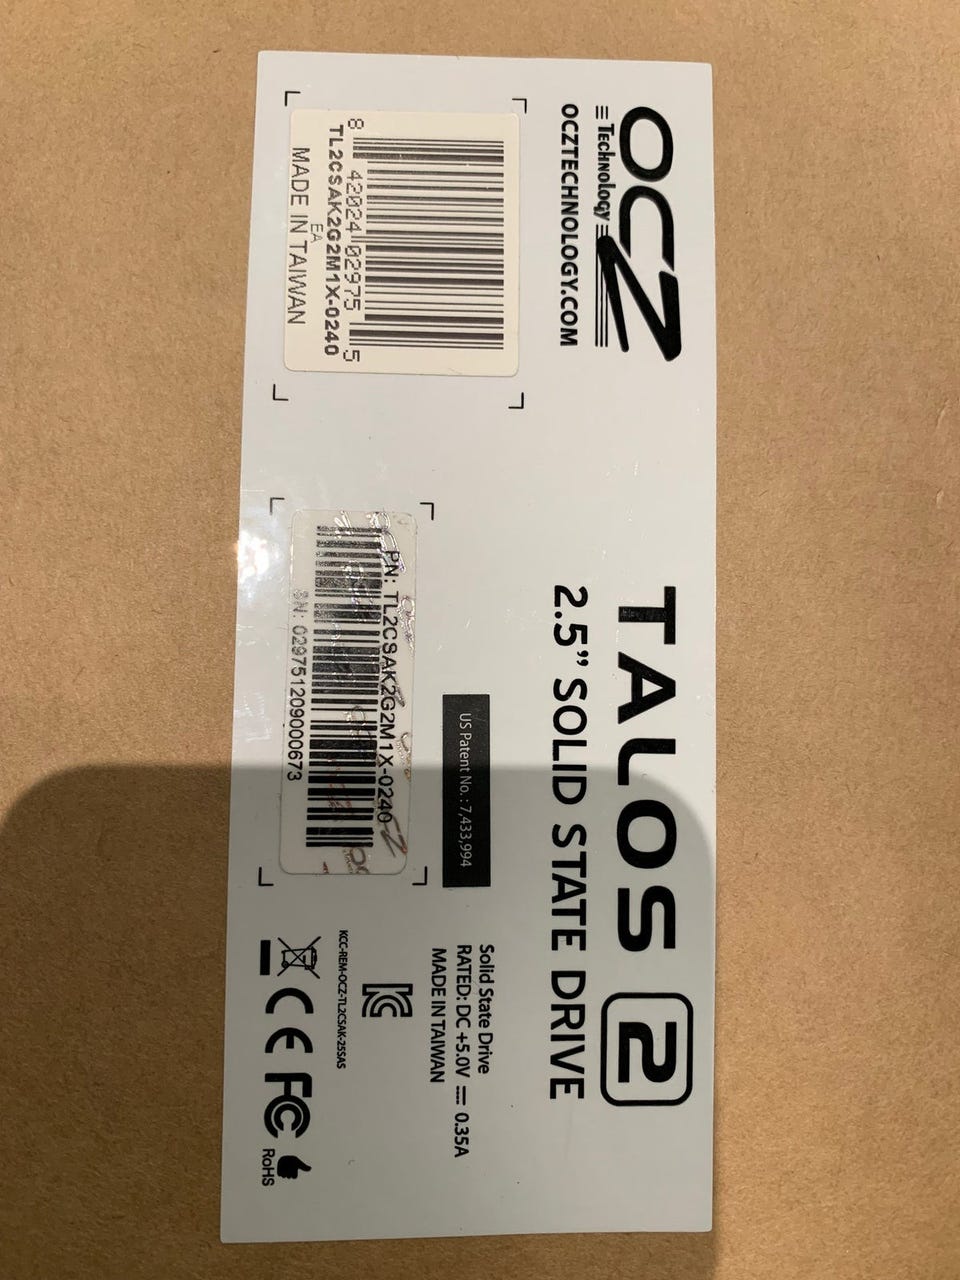 OCZ
Technology
OCZTECHNOLOGY.COM
TALOS 2
2.5” SOLID STATE DRIVE
8 42024 02975 5
EA
TL2CSAK2G2M1X-0240
MADE IN TAIWAN
US Patent No.: 7,433,994
PN: TL2CSAK2G2M1X-0240
SN: 029751209000673
Solid State Drive
RATED: DC +5.0V ⎓ 0.35A
MADE IN TAIWAN
KCC-REM-OCZ-TL2CSAK-25SAS
CE FC RoHS